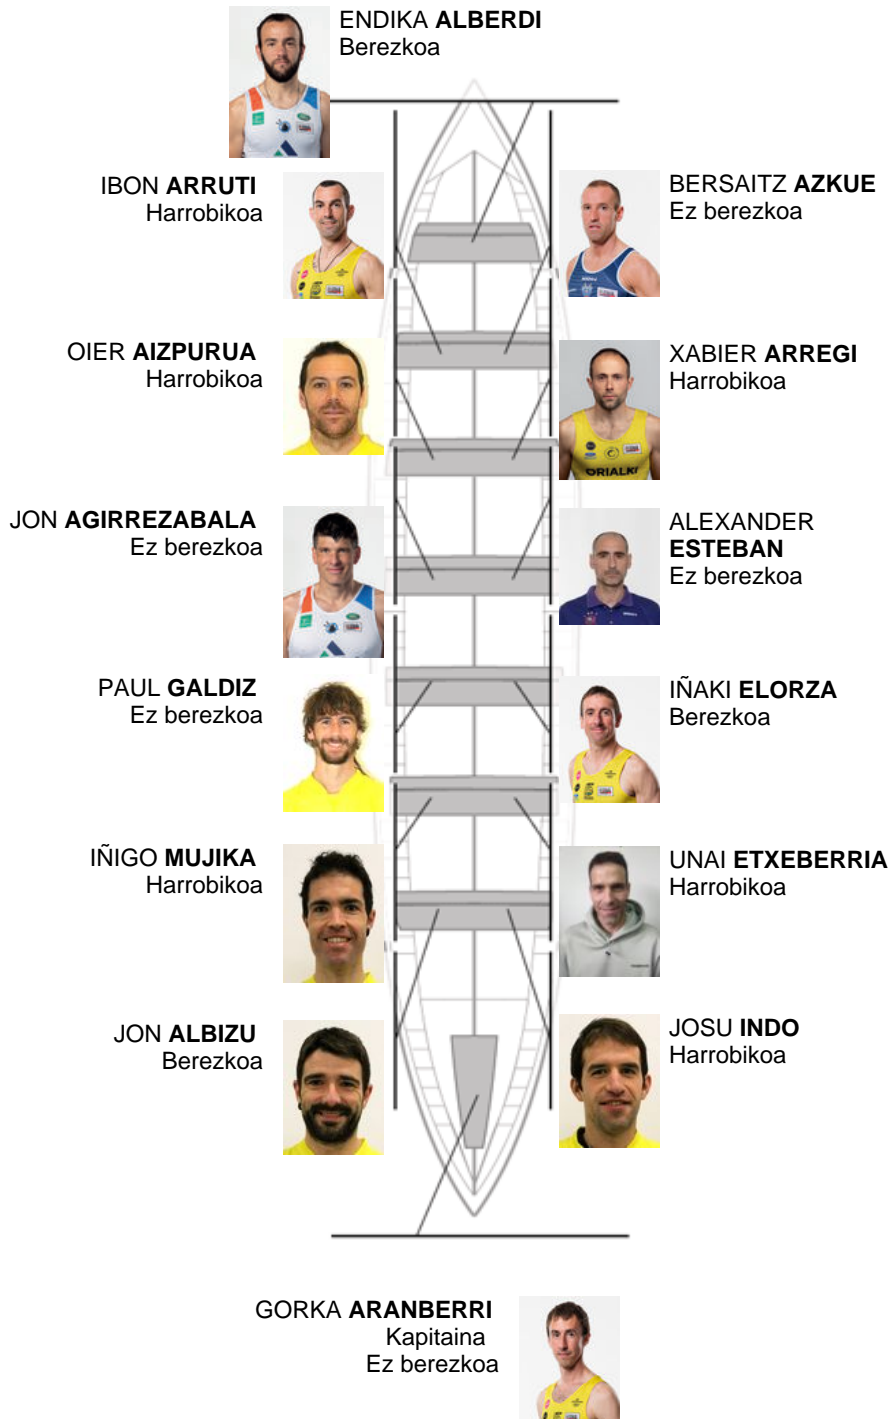 ENDIKA ALBERDI
Berezkoa
IBON ARRUTI
Harrobikoa
BERSAITZ AZKUE
Ez berezkoa
OIER AIZPURUA
Harrobikoa
XABIER ARREGI
Harrobikoa
ORIALKI
JON AGIRREZABALA
Ez berezkoa
ALEXANDER
ESTEBAN
Ez berezkoa
PAUL GALDIZ
Ez berezkoa
IÑAKI ELORZA
Berezkoa
IÑIGO MUJIKA
Harrobikoa
UNAI ETXEBERRIA
Harrobikoa
JON ALBIZU
Berezkoa
JOSU INDO
Harrobikoa
GORKA ARANBERRI
Kapitaina
Ez berezkoa